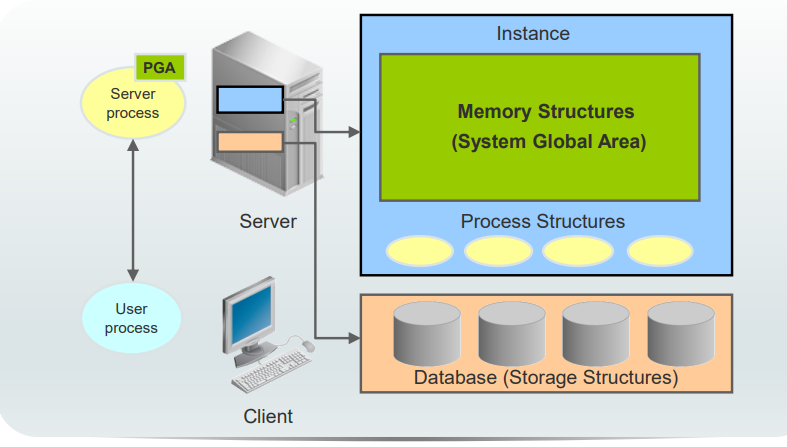 Instance
PGA
Server
process
Memory Structures
(System Global Area)
Server
Process Structures
User
process
Database (Storage Structures)
Client